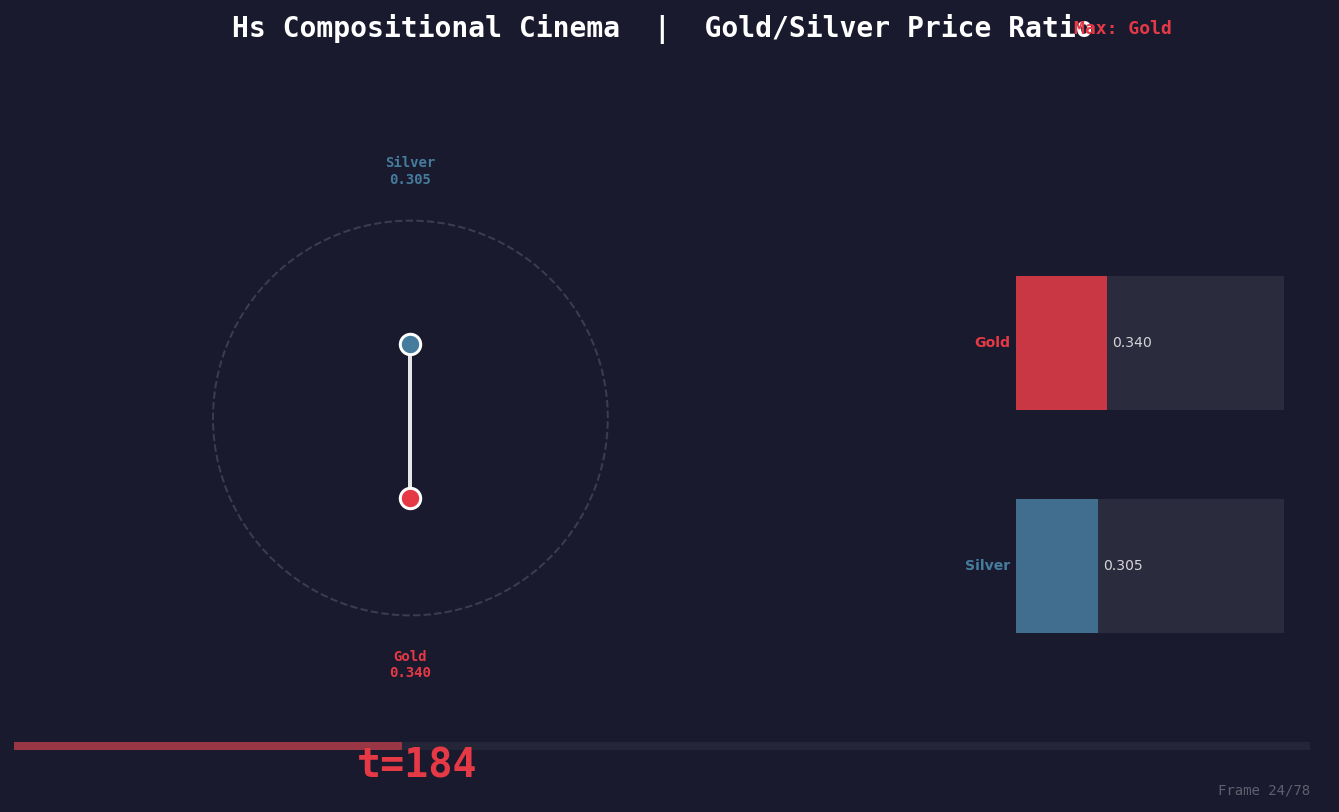 Hs Compositional Cinema | Gold/Silver Price Ratio
Max: Gold
Silver
0.305
Gold
0.340
Gold
0.340
Silver
0.305
t=184
Frame 24/78